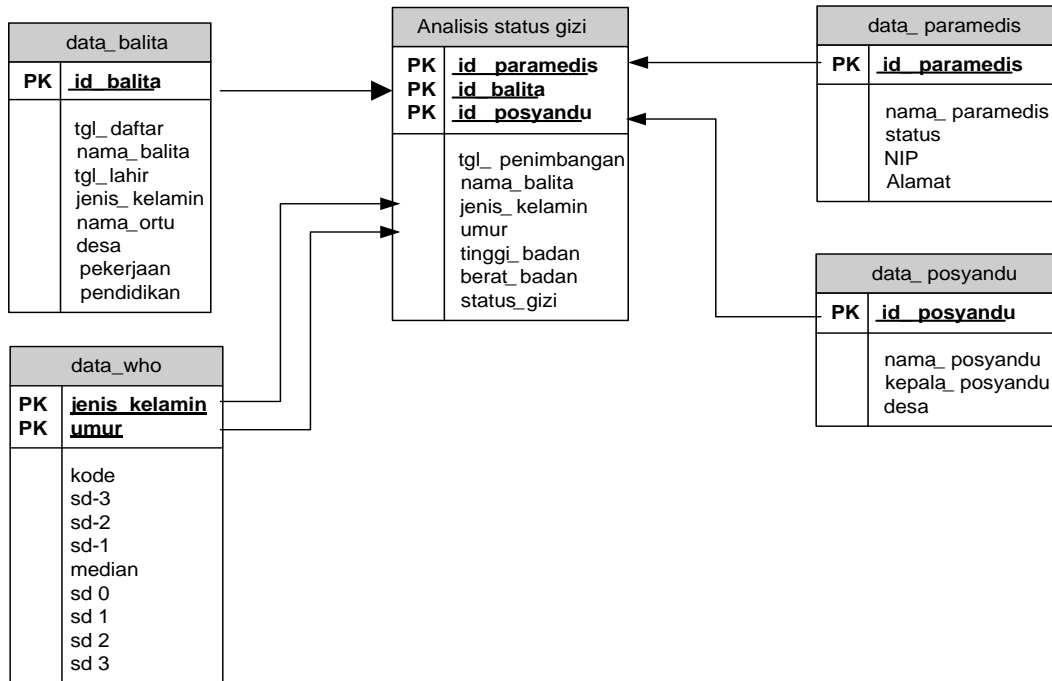 data_balita
PK id_balita
tgl_daftar
nama_balita
tgl_lahir
jenis_kelamin
nama_ortu
desa
pekerjaan
pendidikan
Analisis status gizi
PK id_paramedis
PK id_balita
PK id_posyandu
tgl_penimbangan
nama_balita
jenis_kelamin
umur
tinggi_badan
berat_badan
status_gizi
data_paramedis
PK id_paramedis
nama_paramedis
status
NIP
Alamat
data_posyandu
PK id_posyandu
nama_posyandu
kepala_posyandu
desa
data_who
PK jenis_kelamin
PK umur
kode
sd-3
sd-2
sd-1
median
sd 0
sd 1
sd 2
sd 3